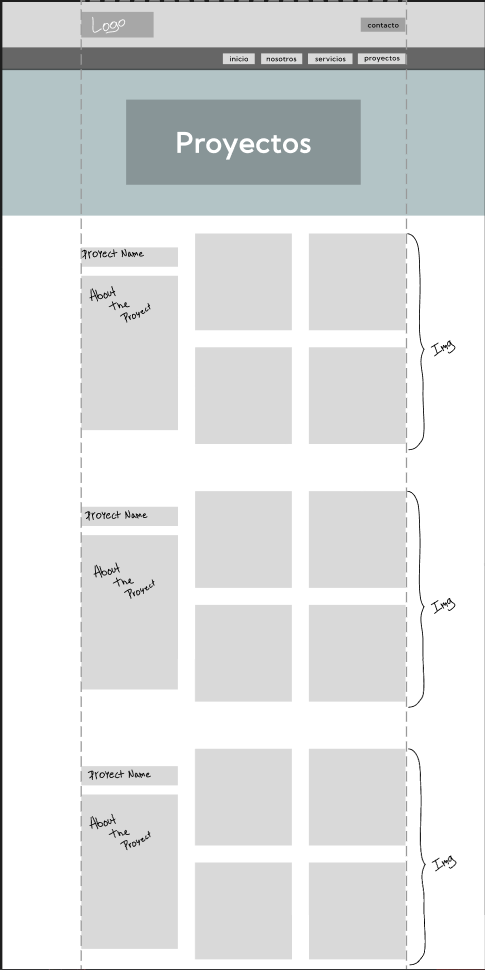 Logo
contacto
inicio
nosotros
servicios
proyectos
Proyectos
Proyect Name
About
the
Proyect
Img
Proyect Name
About
the
Proyect
Img
Proyect Name
About
the
Proyect
Img